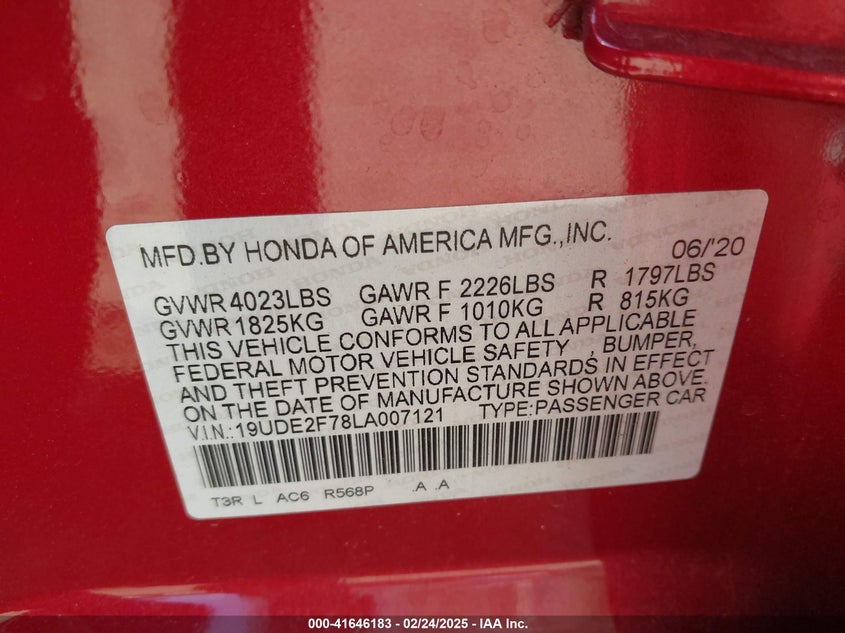 MFD.BY HONDA OF AMERICA MFG.,INC. 06/'20
GVWR 4023LBS GAWR F 2226LBS R 1797LBS
GVWR 1825KG GAWR F 1010KG R 815KG
THIS VEHICLE CONFORMS TO ALL APPLICABLE
FEDERAL MOTOR VEHICLE SAFETY , BUMPER,
AND THEFT PREVENTION STANDARDS IN EFFECT
ON THE DATE OF MANUFACTURE SHOWN ABOVE.
V.I.N.:19UDE2F78LA007121 TYPE:PASSENGER CAR
T3R L AC6 R568P .A .A
000-41646183 - 02/24/2025 - IAA Inc.